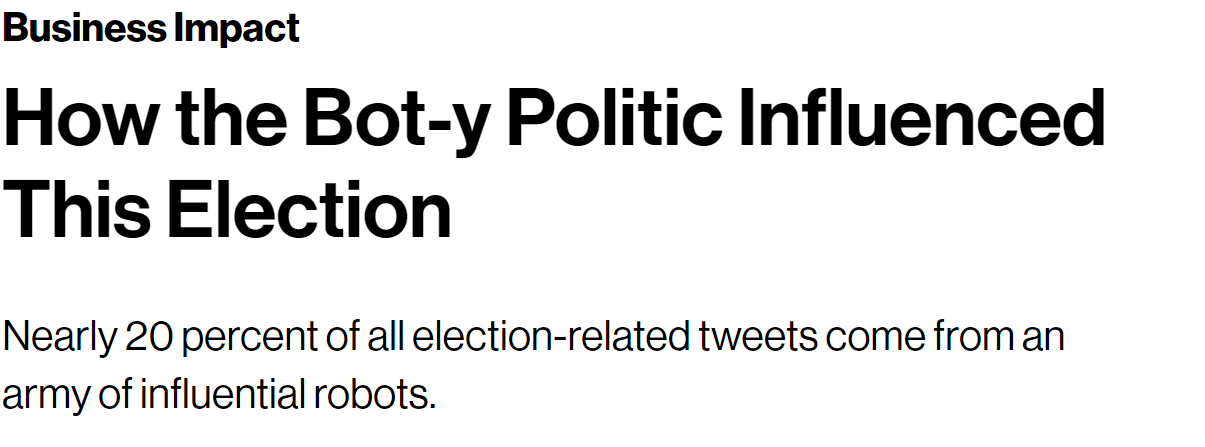 Business Impact
How the Bot-y Politic Influenced
This Election
Nearly 20 percent of all election-related tweets come from an
army of influential robots.